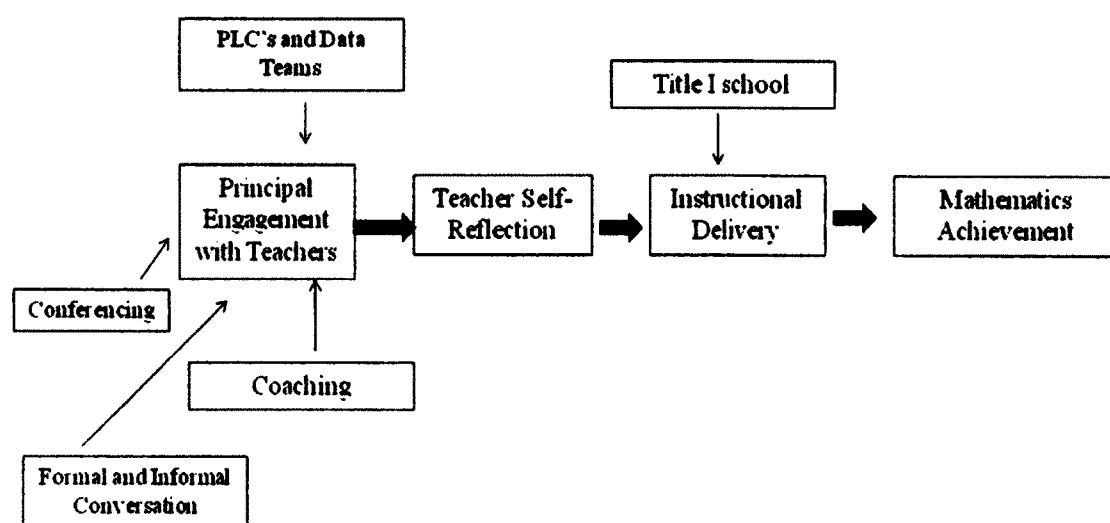 PLC's and Data
Teams
Title I school
Principal
Engagement
with Teachers
Teacher Self-
Reflection
Instructional
Delivery
Mathematics
Achievement
Conferencing
Coaching
Formal and Informal
Conversation